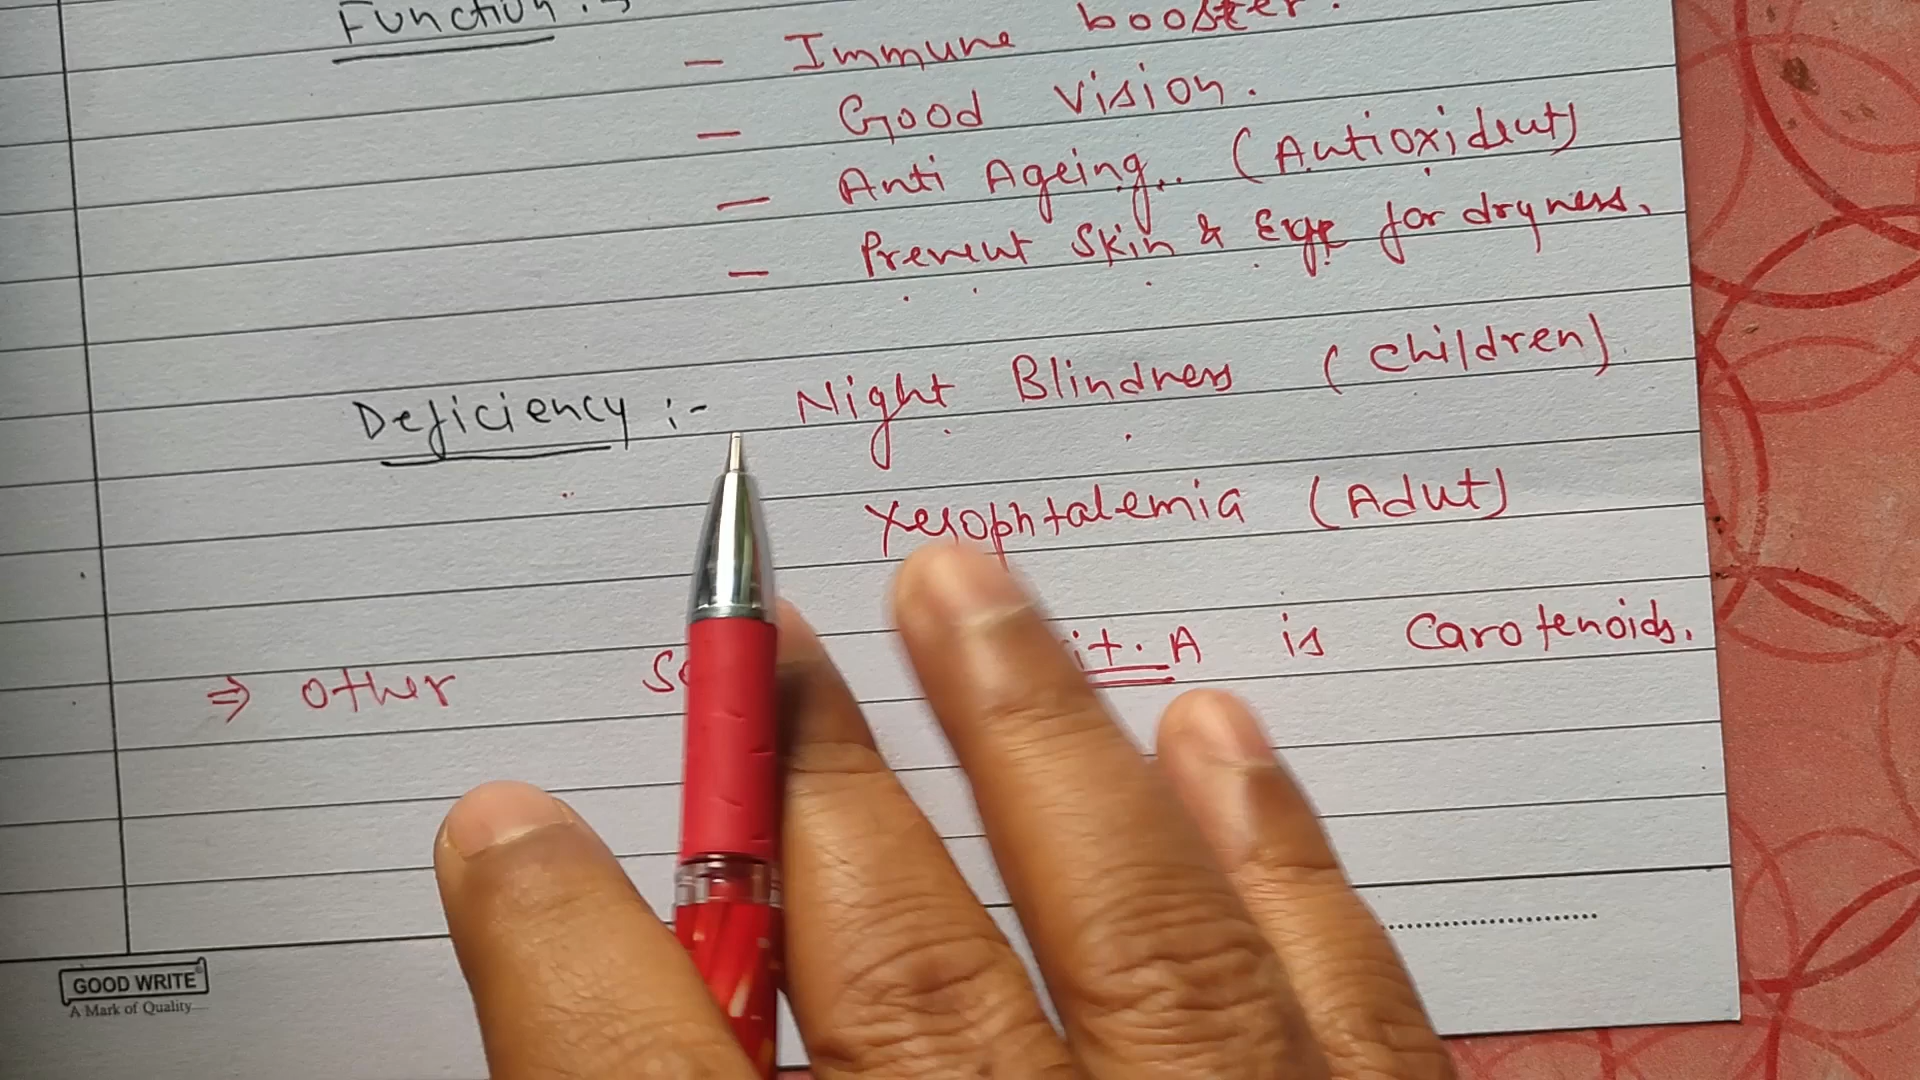 Function :-
- Immune booster.
- Good Vision.
- Anti Ageing.. (Antioxident)
- Prevent Skin & Eye for dryness.
Deficiency :- Night Blindness (Children)
Xerophtalemia (Adut)
⇒ Other it. A is Carotenoids.
GOOD WRITE
A Mark of Quality